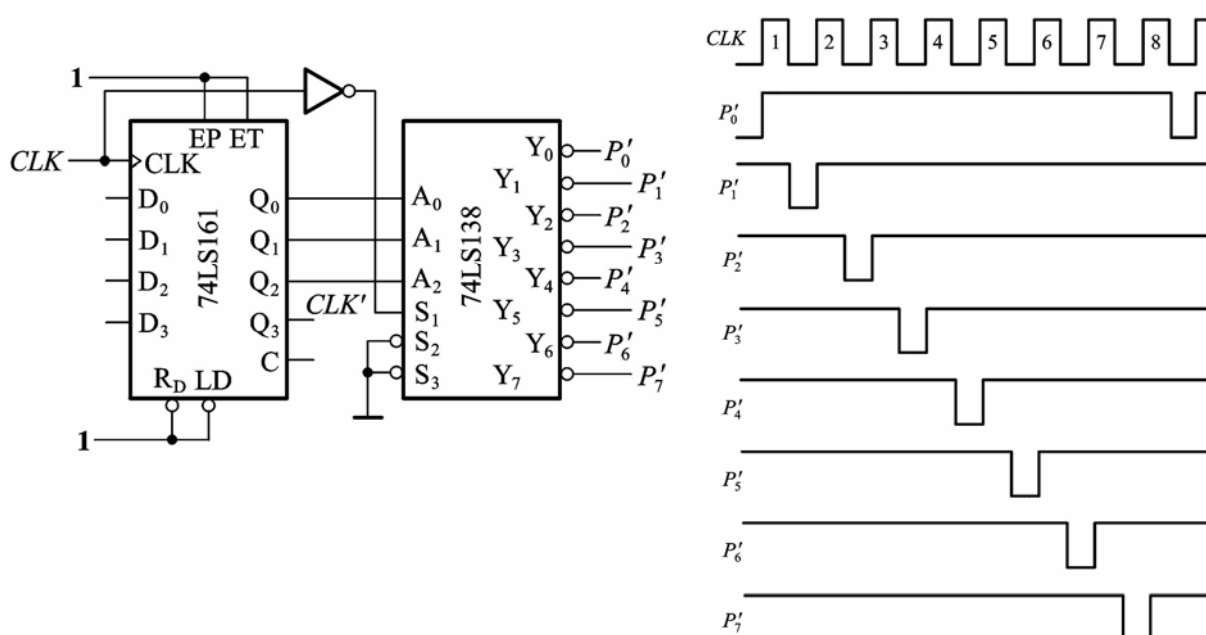 1
EP ET
CLK
CLK
D0
D1
D2
D3
74LS161
Q0
Q1
Q2
Q3
C
RD LD
1
CLK'
A0
A1
A2
S1
S2
S3
74LS138
Y0 P'0
Y1 P'1
Y2 P'2
Y3 P'3
Y4 P'4
Y5 P'5
Y6 P'6
Y7 P'7
CLK 1 2 3 4 5 6 7 8
P'0
P'1
P'2
P'3
P'4
P'5
P'6
P'7